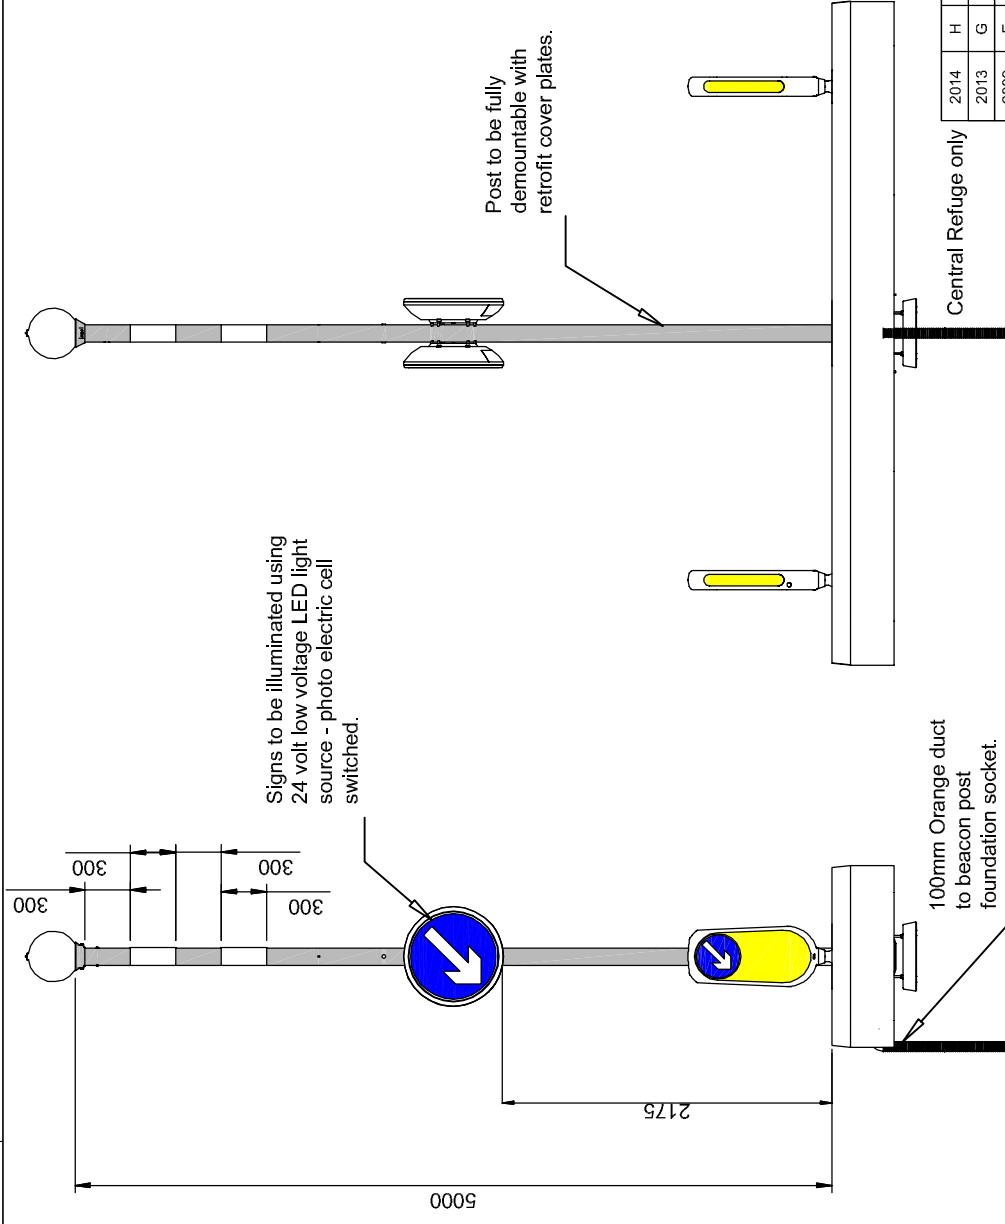 300
300
300
300
Signs to be illuminated using
24 volt low voltage LED light
source - photo electric cell
switched.
Post to be fully
demountable with
retrofit cover plates.
2175
5000
100mm Orange duct
to beacon post
foundation socket.
Central Refuge only
2014 H
2013 G